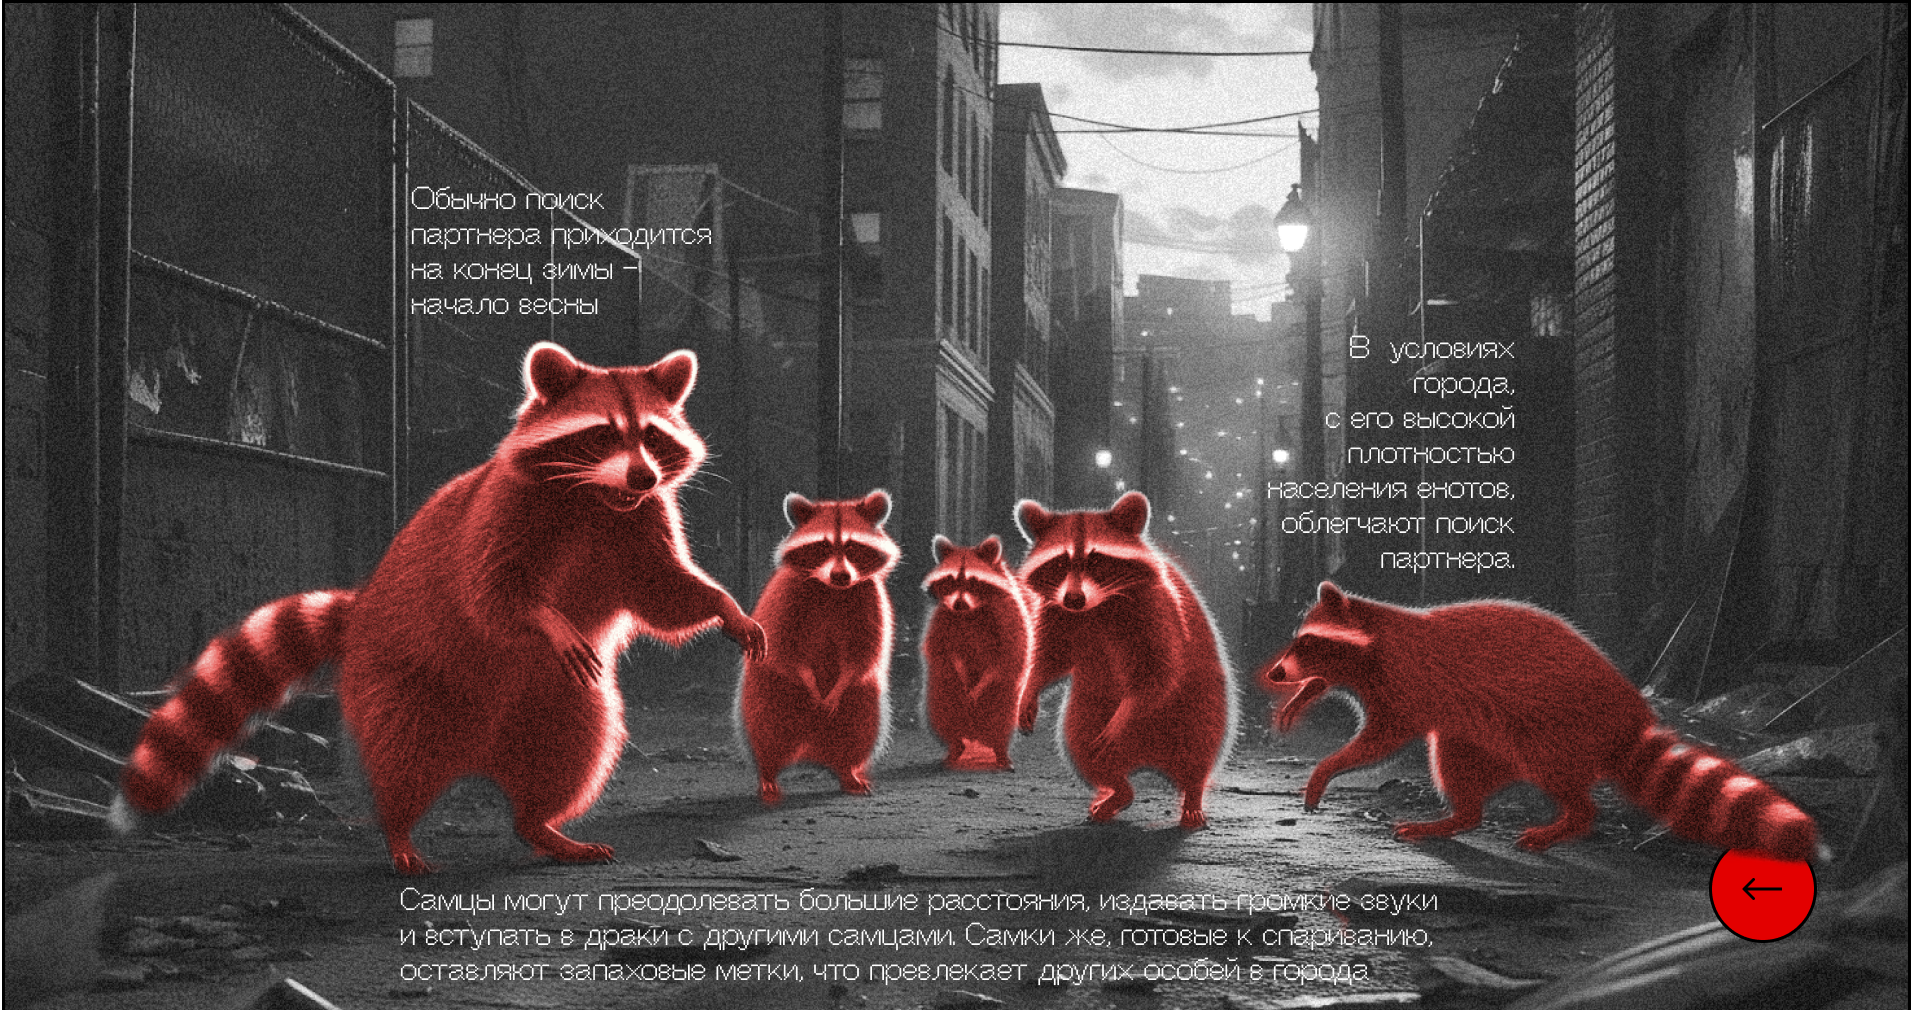 Обычно поиск
партнера приходится
на конец зимы –
начало весны
В условиях
города,
с его высокой
плотностью
населения енотов,
облегчают поиск
партнера.
Самцы могут преодолевать большие расстояния, издавать громкие звуки
и вступать в драки с другими самцами. Самки же, готовые к спариванию,
оставляют запаховые метки, что превлекает других особей в города